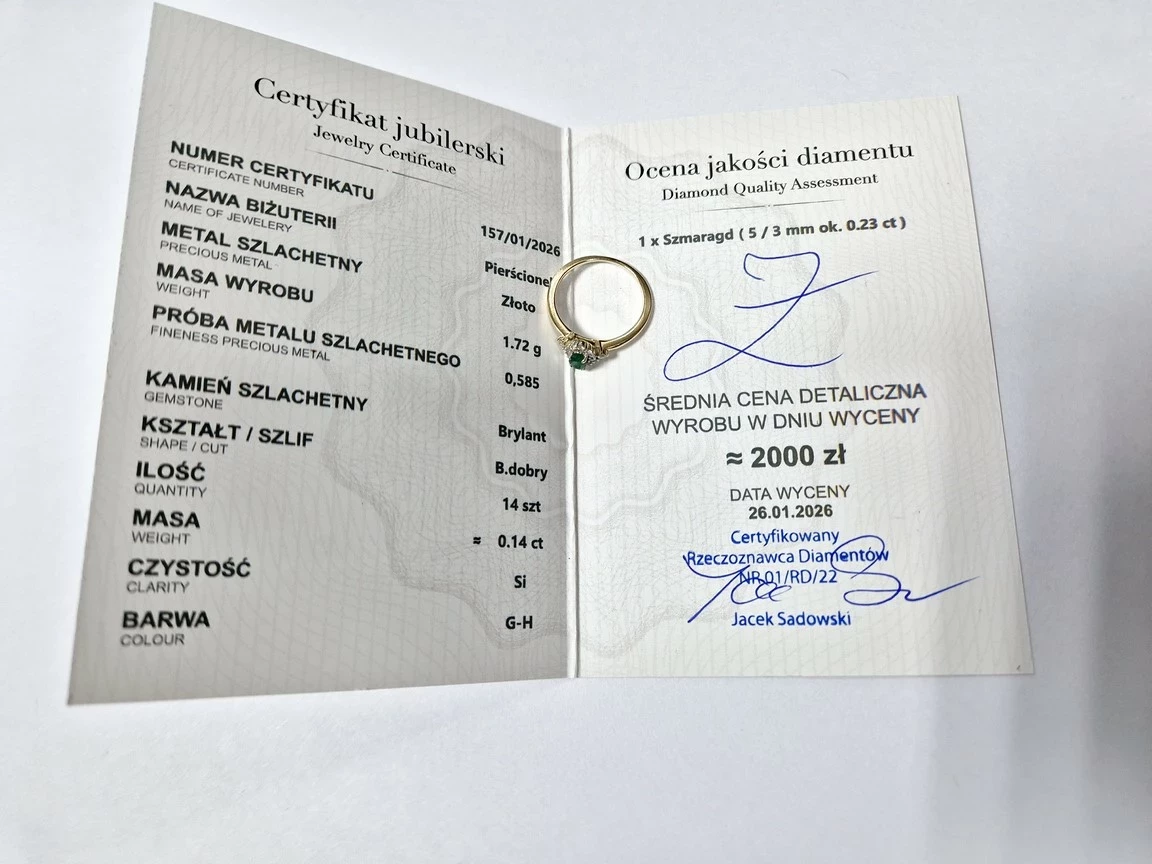 Certyfikat jubilerski
Jewelry Certificate
NUMER CERTYFIKATU
CERTIFICATE NUMBER
157/01/2026
NAZWA BIŻUTERII
NAME OF JEWELERY
Pierścione
METAL SZLACHETNY
PRECIOUS METAL
Złoto
MASA WYROBU
WEIGHT
1.72 g
PRÓBA METALU SZLACHETNEGO
FINENESS PRECIOUS METAL
0,585
KAMIEŃ SZLACHETNY
GEMSTONE
Brylant
KSZTAŁT / SZLIF
SHAPE / CUT
B.dobry
ILOŚĆ
QUANTITY
14 szt
MASA
WEIGHT
≈ 0.14 ct
CZYSTOŚĆ
CLARITY
Si
BARWA
COLOUR
G-H
Ocena jakości diamentu
Diamond Quality Assessment
1 x Szmaragd ( 5 / 3 mm ok. 0.23 ct )
ŚREDNIA CENA DETALICZNA
WYROBU W DNIU WYCENY
≈ 2000 zł
DATA WYCENY
26.01.2026
Certyfikowany
Rzeczoznawca Diamentów
NR 01/RD/22
Jacek Sadowski